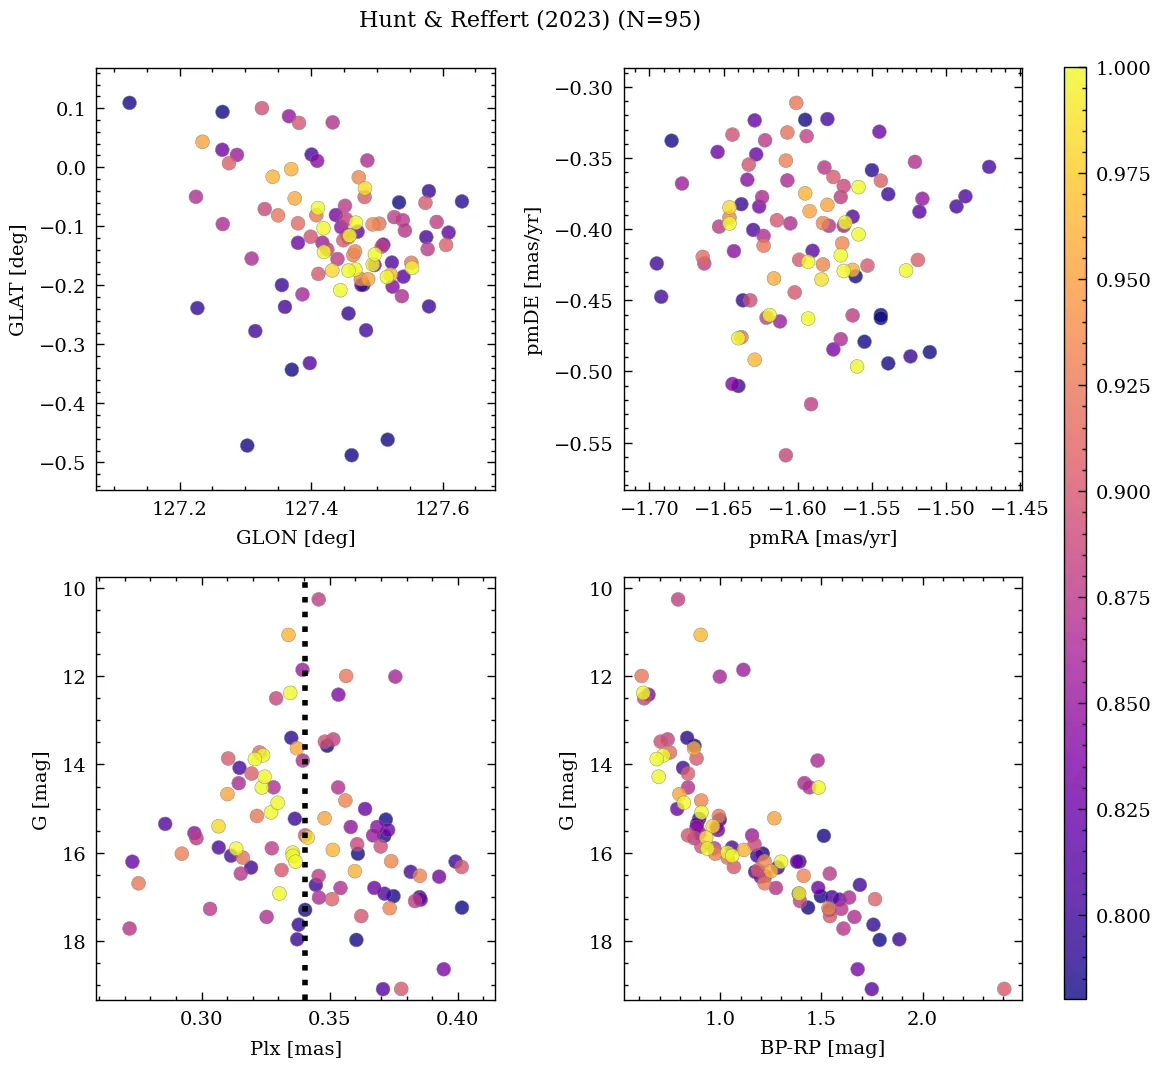 Hunt & Reffert (2023) (N=95)
0.1
0.0
−0.1
−0.2
−0.3
−0.4
−0.5
GLAT [deg]
127.2 127.4 127.6
GLON [deg]
−0.30
−0.35
−0.40
−0.45
−0.50
−0.55
pmDE [mas/yr]
−1.70 −1.65 −1.60 −1.55 −1.50 −1.45
pmRA [mas/yr]
10
12
14
16
18
G [mag]
0.30 0.35 0.40
Plx [mas]
10
12
14
16
18
G [mag]
1.0 1.5 2.0
BP-RP [mag]
1.000
0.975
0.950
0.925
0.900
0.875
0.850
0.825
0.800